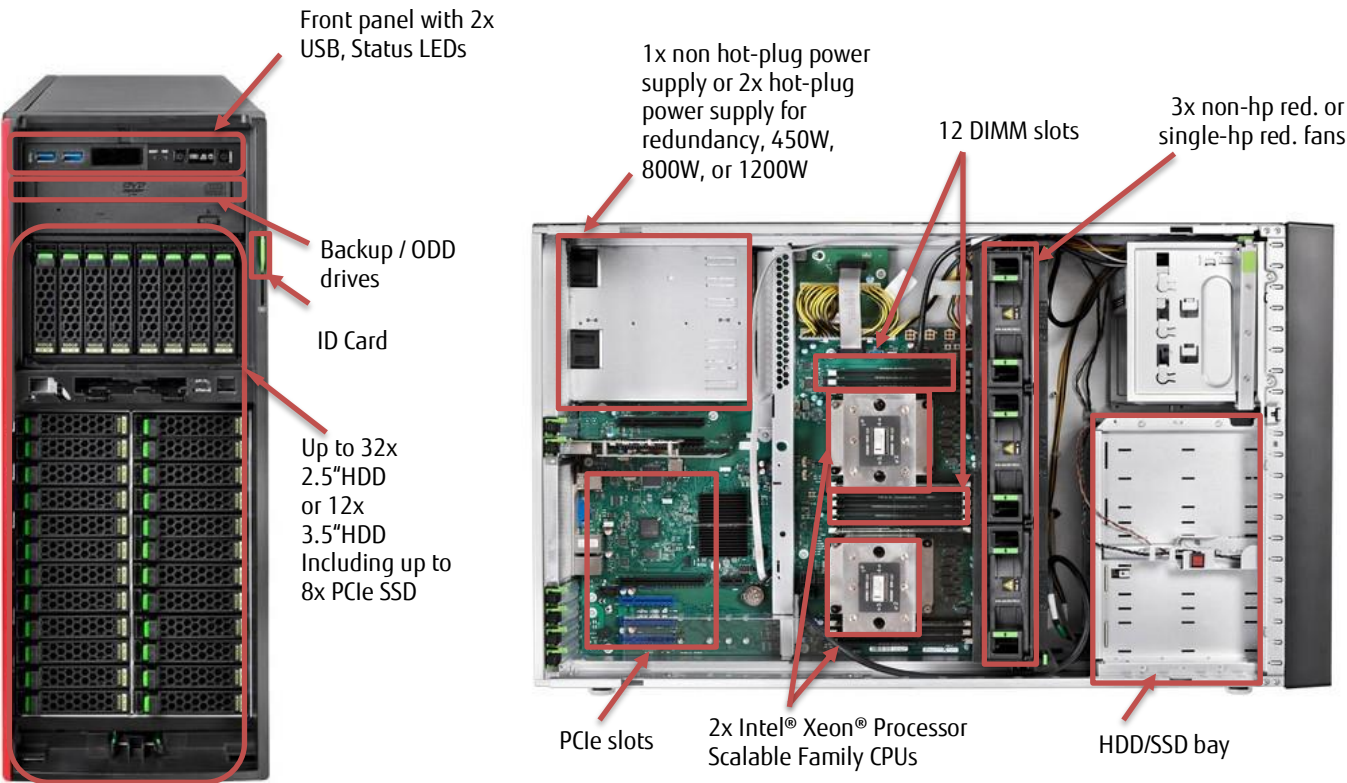 Front panel with 2x
USB, Status LEDs
1x non hot-plug power
supply or 2x hot-plug
power supply for
redundancy, 450W,
800W, or 1200W
12 DIMM slots
3x non-hp red. or
single-hp red. fans
DVD
Backup / ODD
drives
ID Card
Up to 32x
2.5“HDD
or 12x
3.5“HDD
Including up to
8x PCIe SSD
PCIe slots
2x Intel® Xeon® Processor
Scalable Family CPUs
HDD/SSD bay